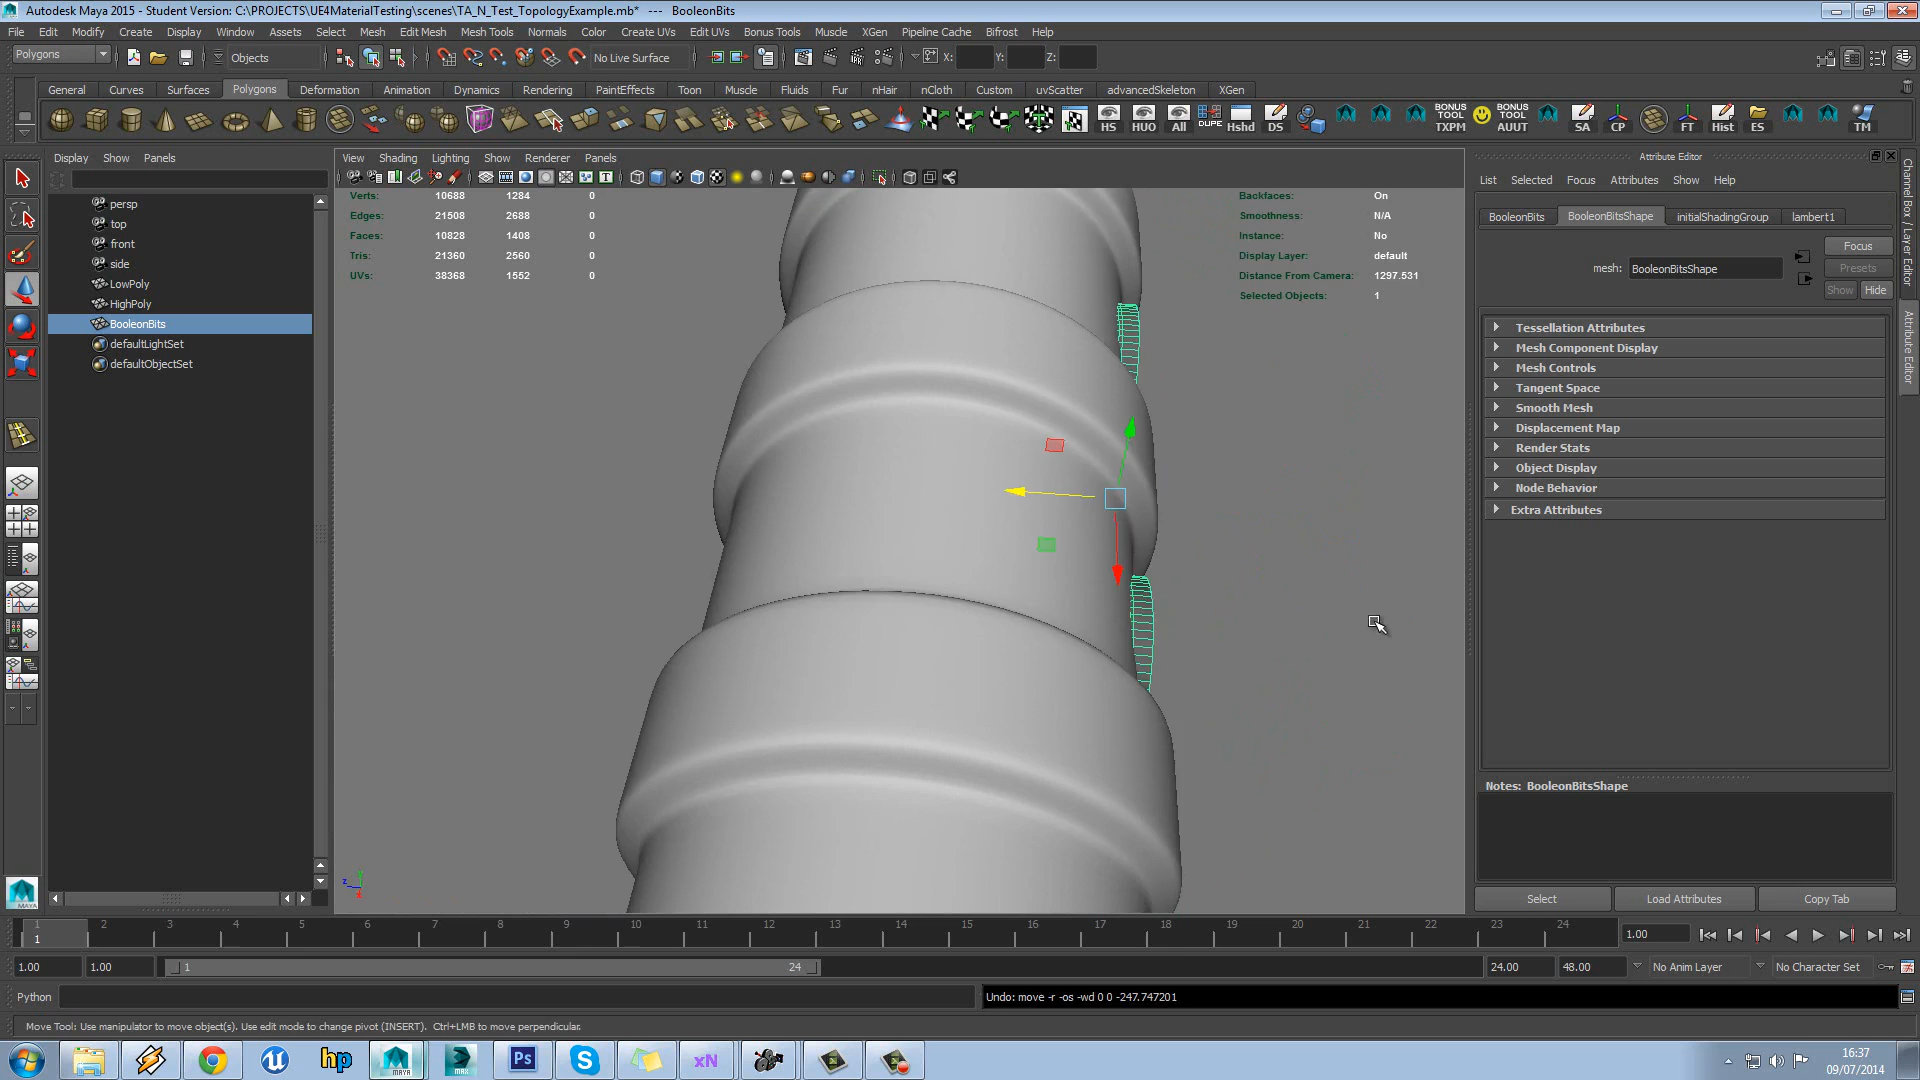 Autodesk Maya 2015 - Student Version: C:\PROJECTS\UE4MaterialTesting\scenes\TA_N_Test_TopologyExample.mb* --- BooleonBits
File Edit Modify Create Display Window Assets Select Mesh Edit Mesh Mesh Tools Normals Color Create UVs Edit UVs Bonus Tools Muscle XGen Pipeline Cache Bifrost Help
Polygons Objects No Live Surface X: Y: Z:
General Curves Surfaces Polygons Deformation Animation Dynamics Rendering PaintEffects Toon Muscle Fluids Fur nHair nCloth Custom uvScatter advancedSkeleton XGen
HS HUO All DUPE Hshd DS BONUS TOOL TXPM BONUS TOOL AUUT SA CP FT Hist ES TM
Display Show Panels
persp
top
front
side
LowPoly
HighPoly
BooleonBits
defaultLightSet
defaultObjectSet
View Shading Lighting Show Renderer Panels
Verts: 10688 1284 0
Edges: 21508 2688 0
Faces: 10828 1408 0
Tris: 21360 2560 0
UVs: 38368 1552 0
Backfaces: On
Smoothness: N/A
Instance: No
Display Layer: default
Distance From Camera: 1297.531
Selected Objects: 1
Attribute Editor
List Selected Focus Attributes Show Help
BooleonBits BooleonBitsShape initialShadingGroup lambert1
Focus
mesh: BooleonBitsShape
Presets
Show Hide
Tessellation Attributes
Mesh Component Display
Mesh Controls
Tangent Space
Smooth Mesh
Displacement Map
Render Stats
Object Display
Node Behavior
Extra Attributes
Notes: BooleonBitsShape
Select Load Attributes Copy Tab
Channel Box / Layer Editor
Attribute Editor
1 2 3 4 5 6 7 8 9 10 11 12 13 14 15 16 17 18 19 20 21 22 23 24
1 1.00
1.00 1.00 1 24 24.00 48.00 No Anim Layer No Character Set
Python Undo: move -r -os -wd 0 0 -247.747201
Move Tool: Use manipulator to move object(s). Use edit mode to change pivot (INSERT). Ctrl+LMB to move perpendicular.
hp MAYA MAX Ps S xN
16:37
09/07/2014